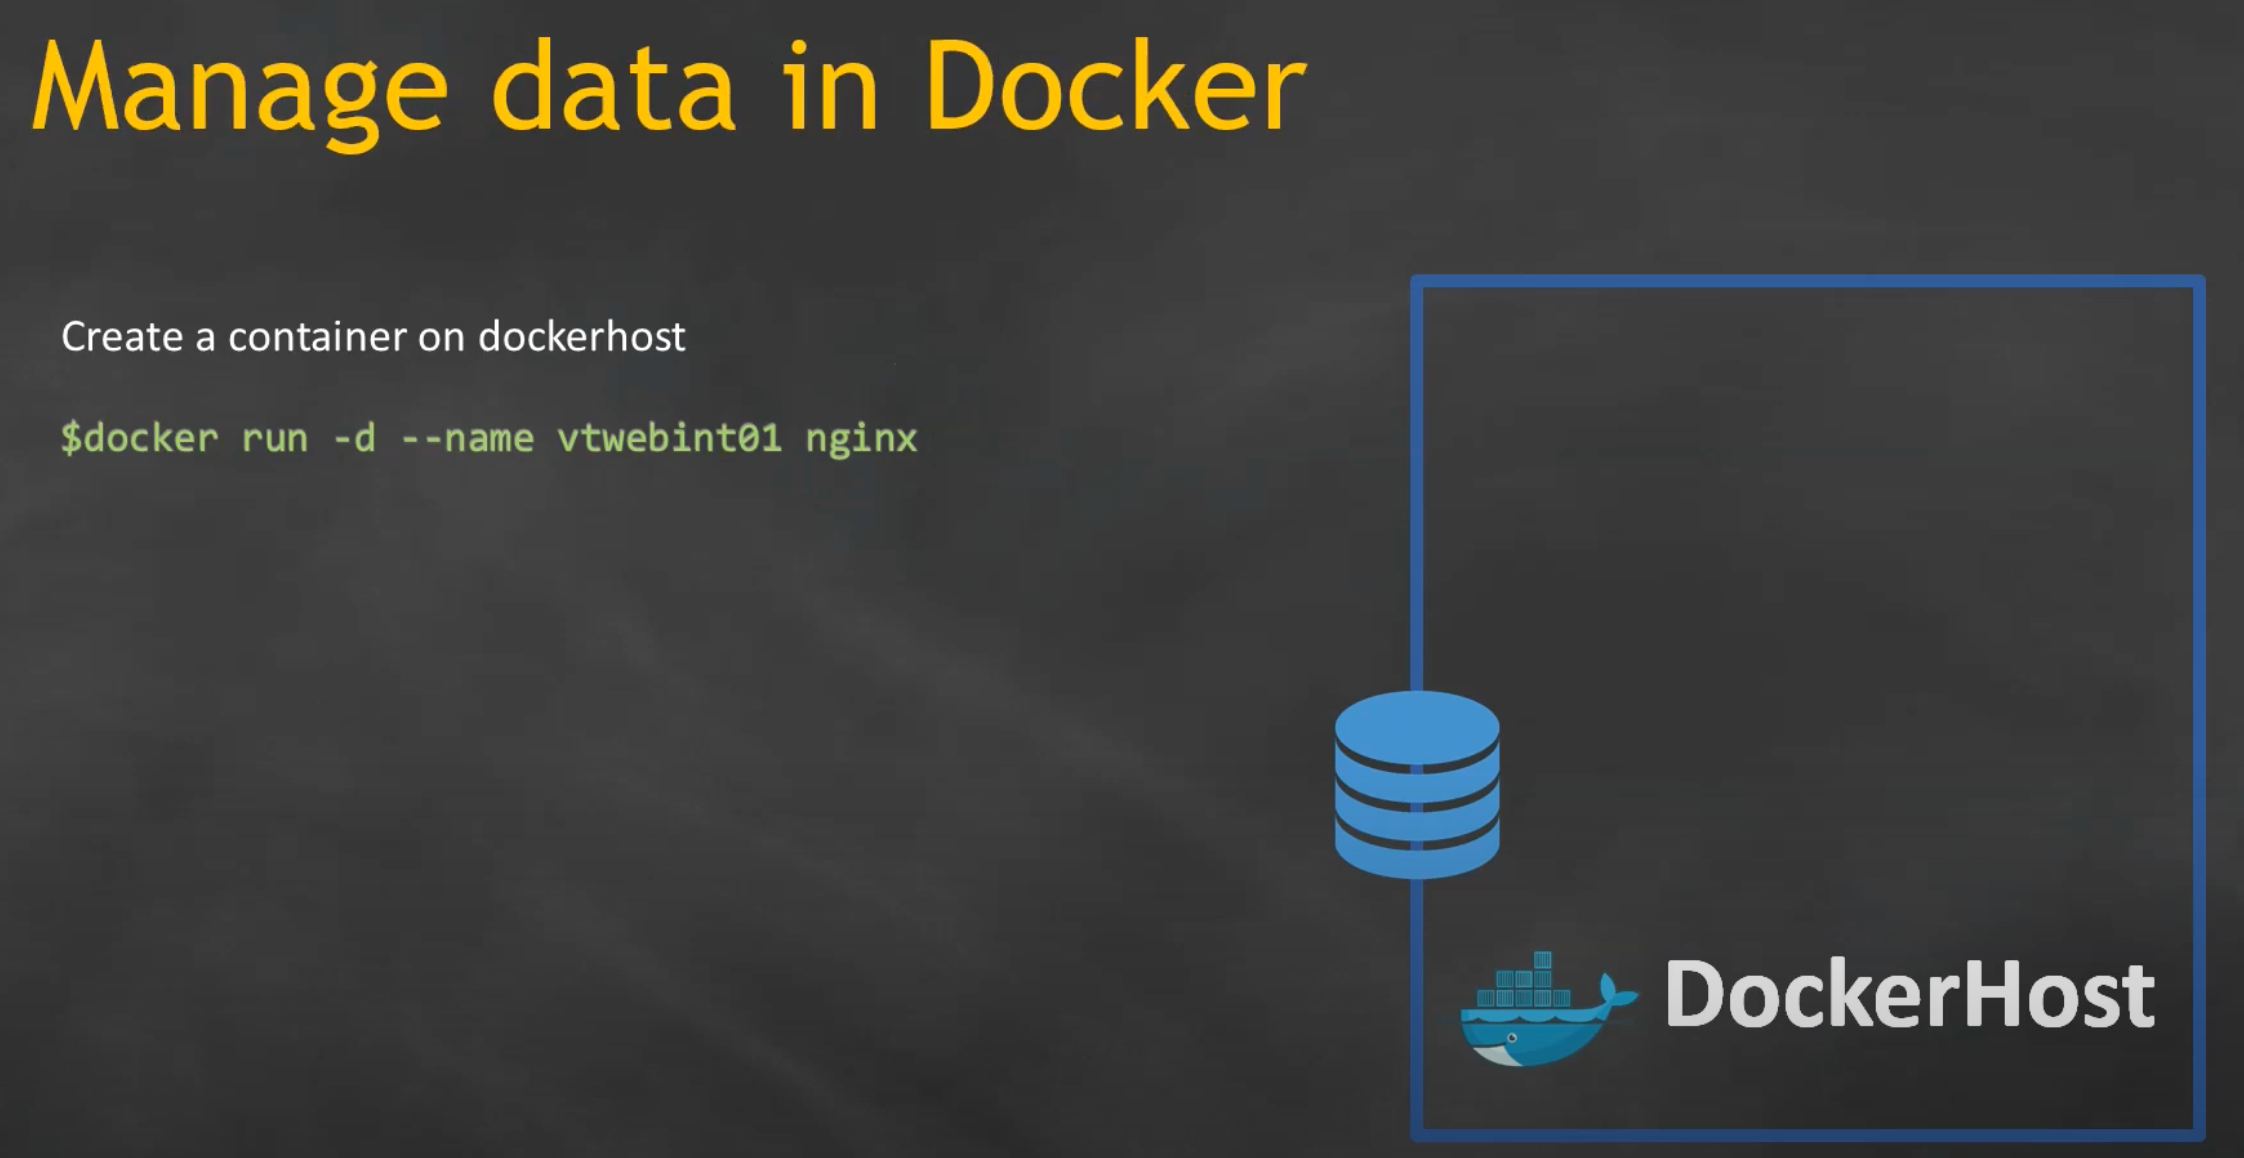 Manage data in Docker
Create a container on dockerhost
$docker run -d --name vtwebint01 nginx
DockerHost